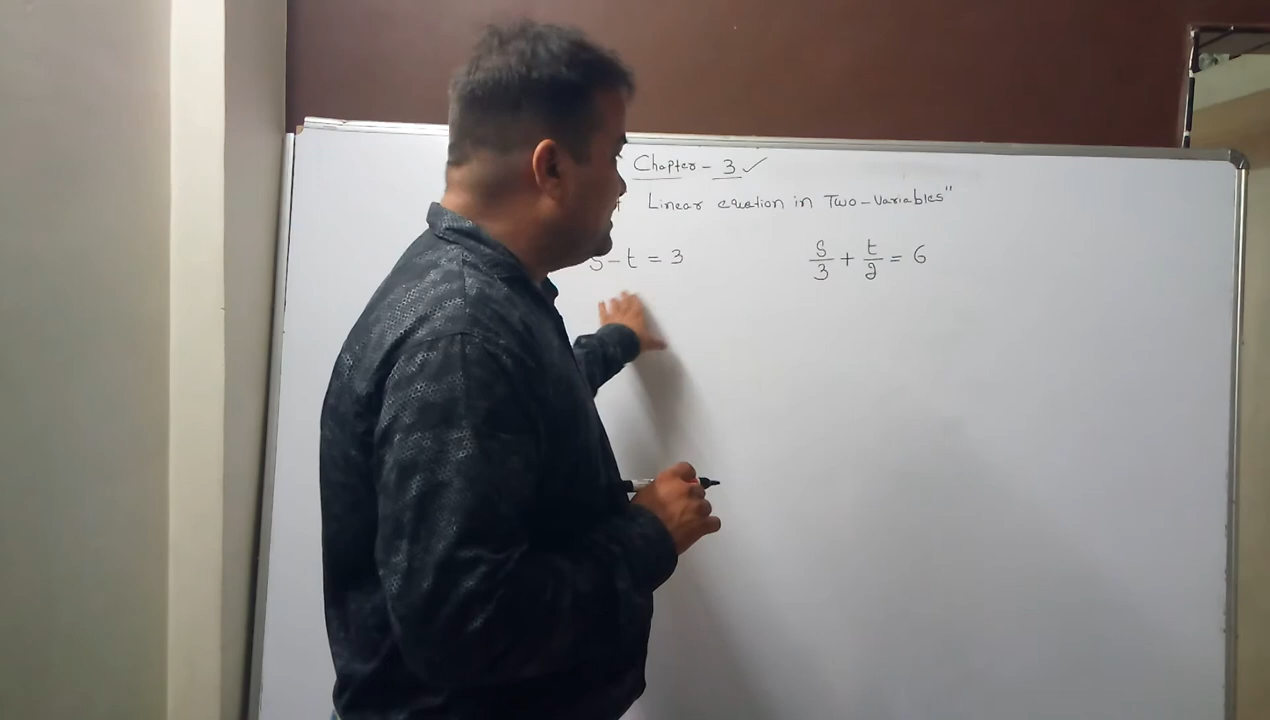 Chapter - 3 ✓
Linear equation in Two-Variables"
S - t = 3
S/3 + t/2 = 6